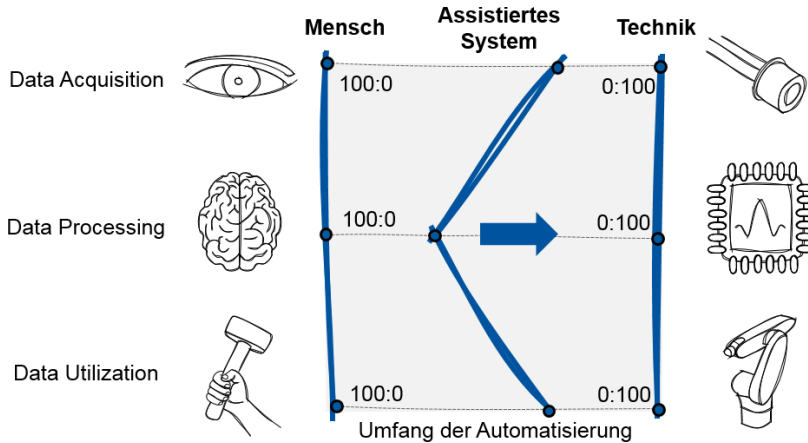 Mensch
Assistiertes
System
Technik
Data Acquisition
100:0
0:100
Data Processing
100:0
0:100
Data Utilization
100:0
0:100
Umfang der Automatisierung